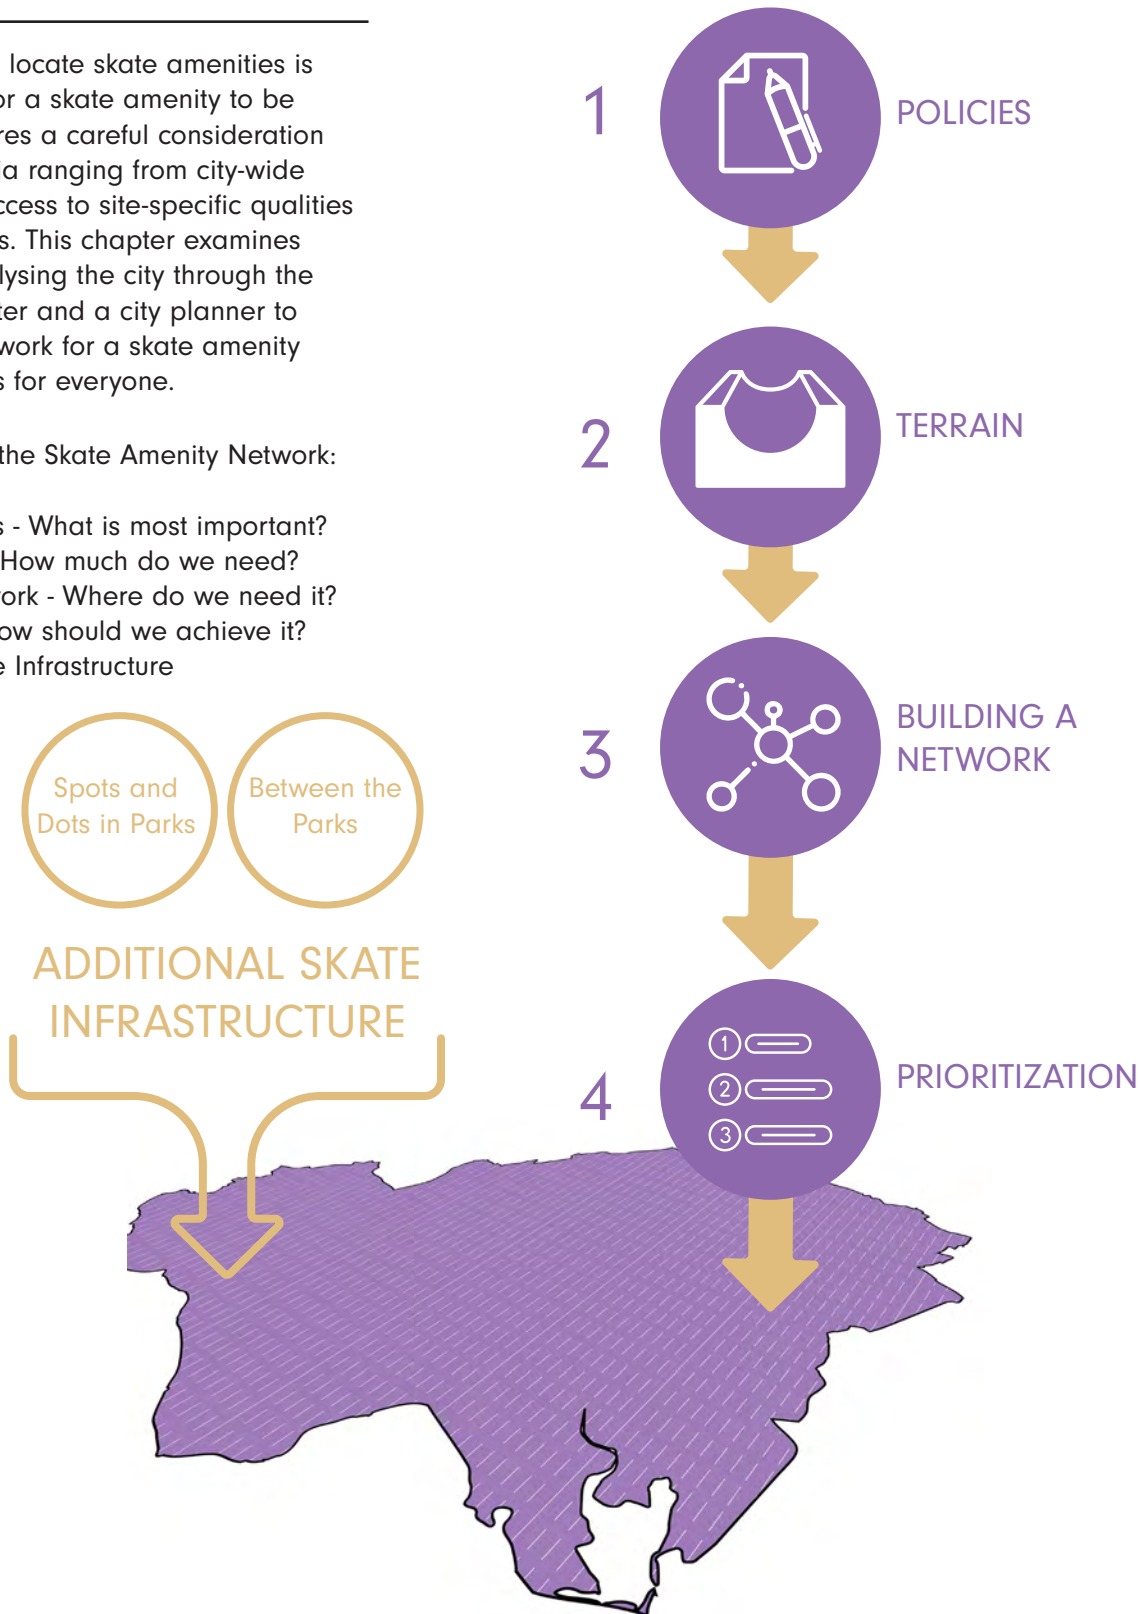 locate skate amenities is
or a skate amenity to be
res a careful consideration
ia ranging from city-wide
ccess to site-specific qualities
s. This chapter examines
lysing the city through the
ter and a city planner to
work for a skate amenity
s for everyone.
the Skate Amenity Network:
s - What is most important?
How much do we need?
ork - Where do we need it?
ow should we achieve it?
e Infrastructure
Spots and
Dots in Parks
Between the
Parks
ADDITIONAL SKATE
INFRASTRUCTURE
1
POLICIES
2
TERRAIN
3
BUILDING A
NETWORK
4
1
2
3
PRIORITIZATION